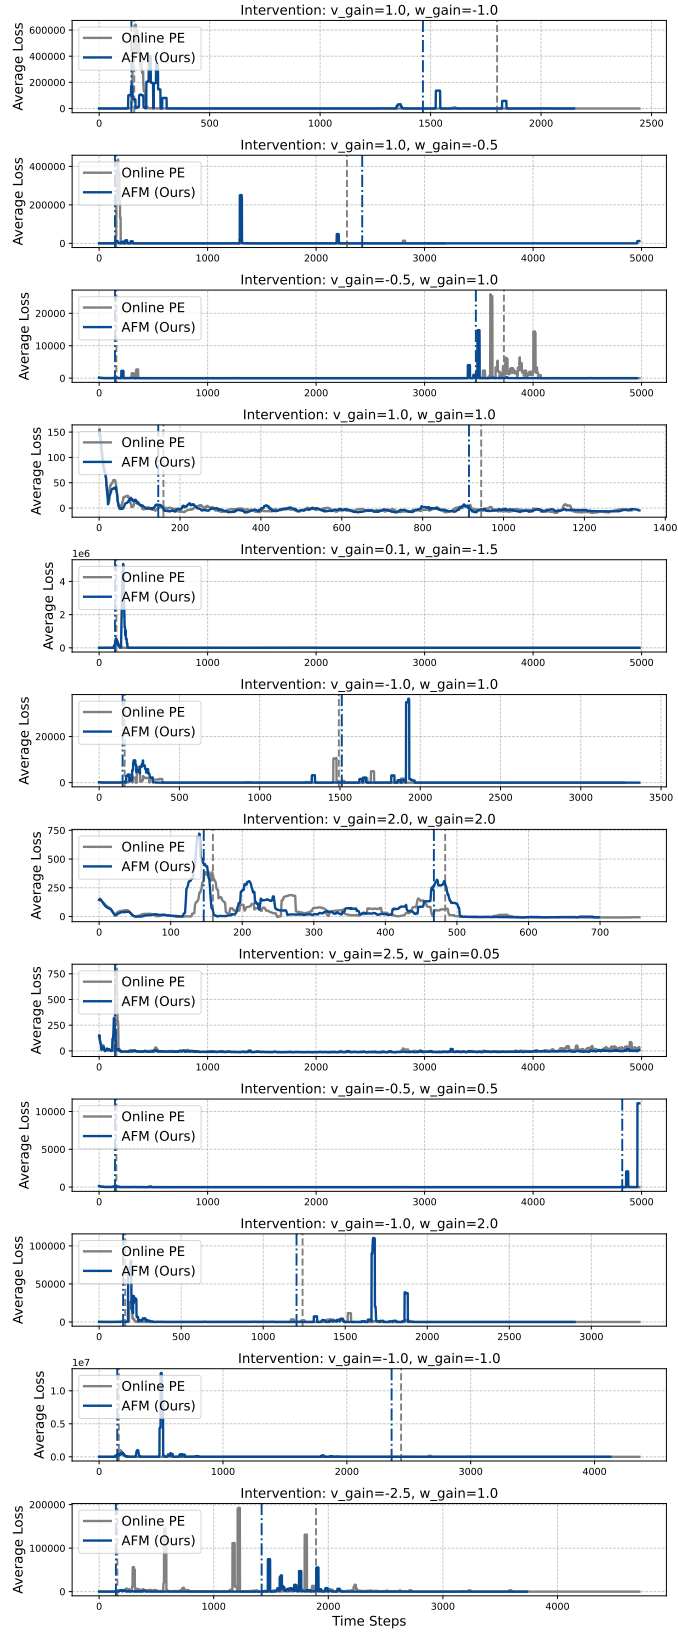 Intervention: v_gain=1.0, w_gain=-1.0
Average Loss
600000
400000
200000
0
Online PE
AFM (Ours)
0 500 1000 1500 2000 2500
Intervention: v_gain=1.0, w_gain=-0.5
Average Loss
400000
200000
0
Online PE
AFM (Ours)
0 1000 2000 3000 4000 5000
Intervention: v_gain=-0.5, w_gain=1.0
Average Loss
20000
10000
0
Online PE
AFM (Ours)
0 1000 2000 3000 4000 5000
Intervention: v_gain=1.0, w_gain=1.0
Average Loss
150
100
50
0
Online PE
AFM (Ours)
0 200 400 600 800 1000 1200 1400
Intervention: v_gain=0.1, w_gain=-1.5
1e6
Average Loss
4
2
0
Online PE
AFM (Ours)
0 1000 2000 3000 4000 5000
Intervention: v_gain=-1.0, w_gain=1.0
Average Loss
20000
0
Online PE
AFM (Ours)
0 500 1000 1500 2000 2500 3000 3500
Intervention: v_gain=2.0, w_gain=2.0
Average Loss
750
500
250
0
Online PE
AFM (Ours)
0 100 200 300 400 500 600 700
Intervention: v_gain=2.5, w_gain=0.05
Average Loss
750
500
250
0
Online PE
AFM (Ours)
0 1000 2000 3000 4000 5000
Intervention: v_gain=-0.5, w_gain=0.5
Average Loss
10000
5000
0
Online PE
AFM (Ours)
0 1000 2000 3000 4000 5000
Intervention: v_gain=-1.0, w_gain=2.0
Average Loss
100000
50000
0
Online PE
AFM (Ours)
0 500 1000 1500 2000 2500 3000
Intervention: v_gain=-1.0, w_gain=-1.0
1e7
Average Loss
1.0
0.5
0.0
Online PE
AFM (Ours)
0 1000 2000 3000 4000
Intervention: v_gain=-2.5, w_gain=1.0
Average Loss
200000
100000
0
Online PE
AFM (Ours)
0 1000 2000 3000 4000
Time Steps